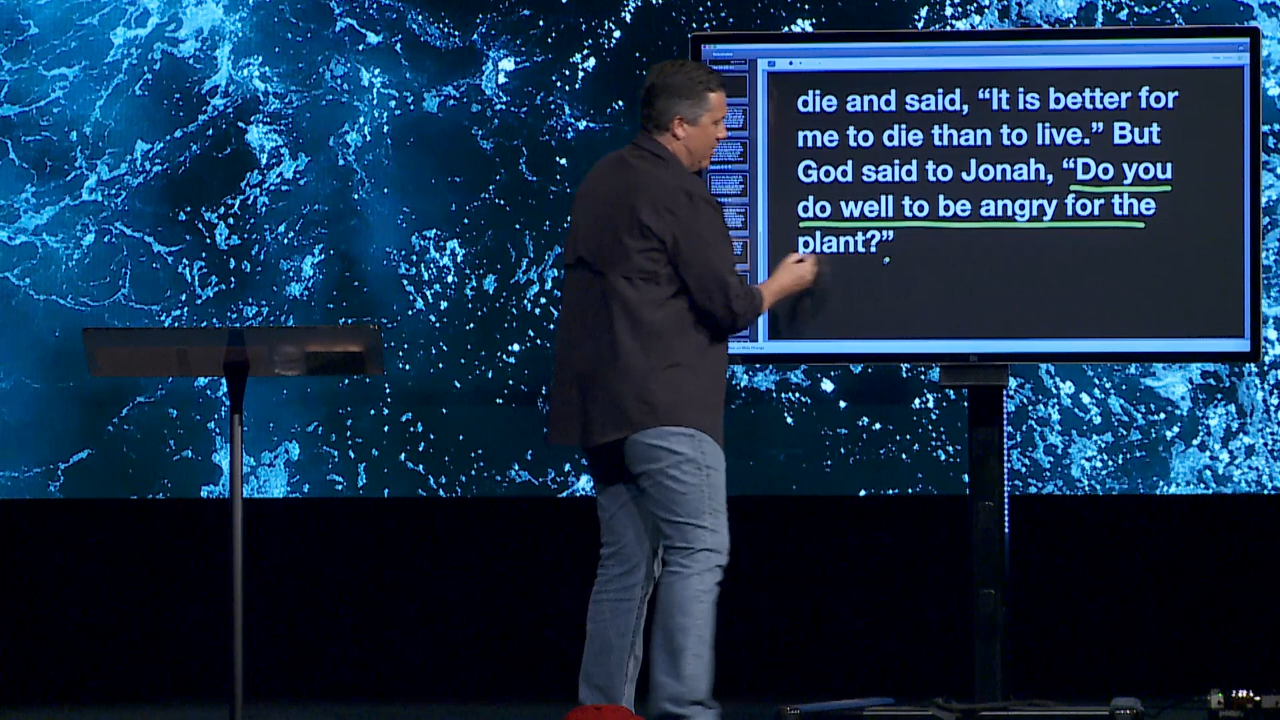 die and said, “It is better for
me to die than to live.” But
God said to Jonah, “Do you
do well to be angry for the
plant?”